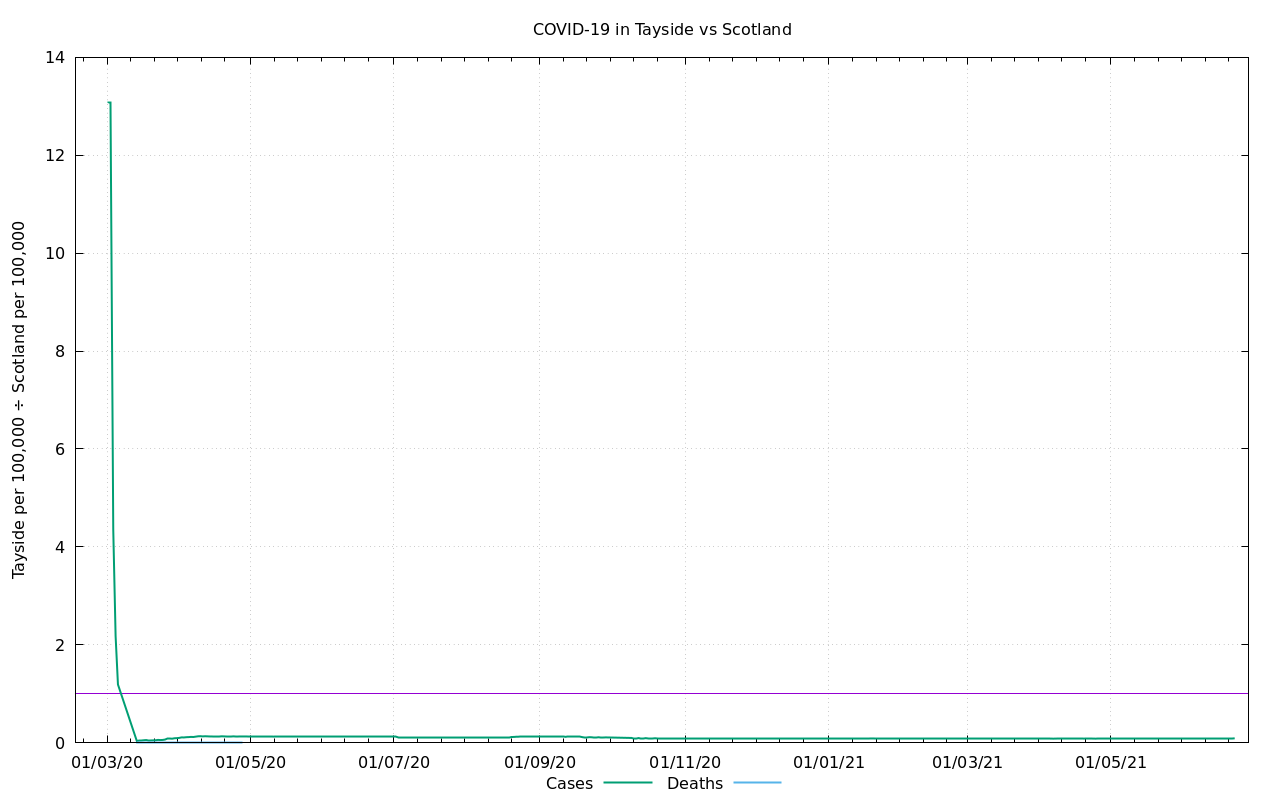 COVID-19 in Tayside vs Scotland
14
12
10
8
6
4
2
0
Tayside per 100,000 ÷ Scotland per 100,000
01/03/20 01/05/20 01/07/20 01/09/20 01/11/20 01/01/21 01/03/21 01/05/21
Cases Deaths